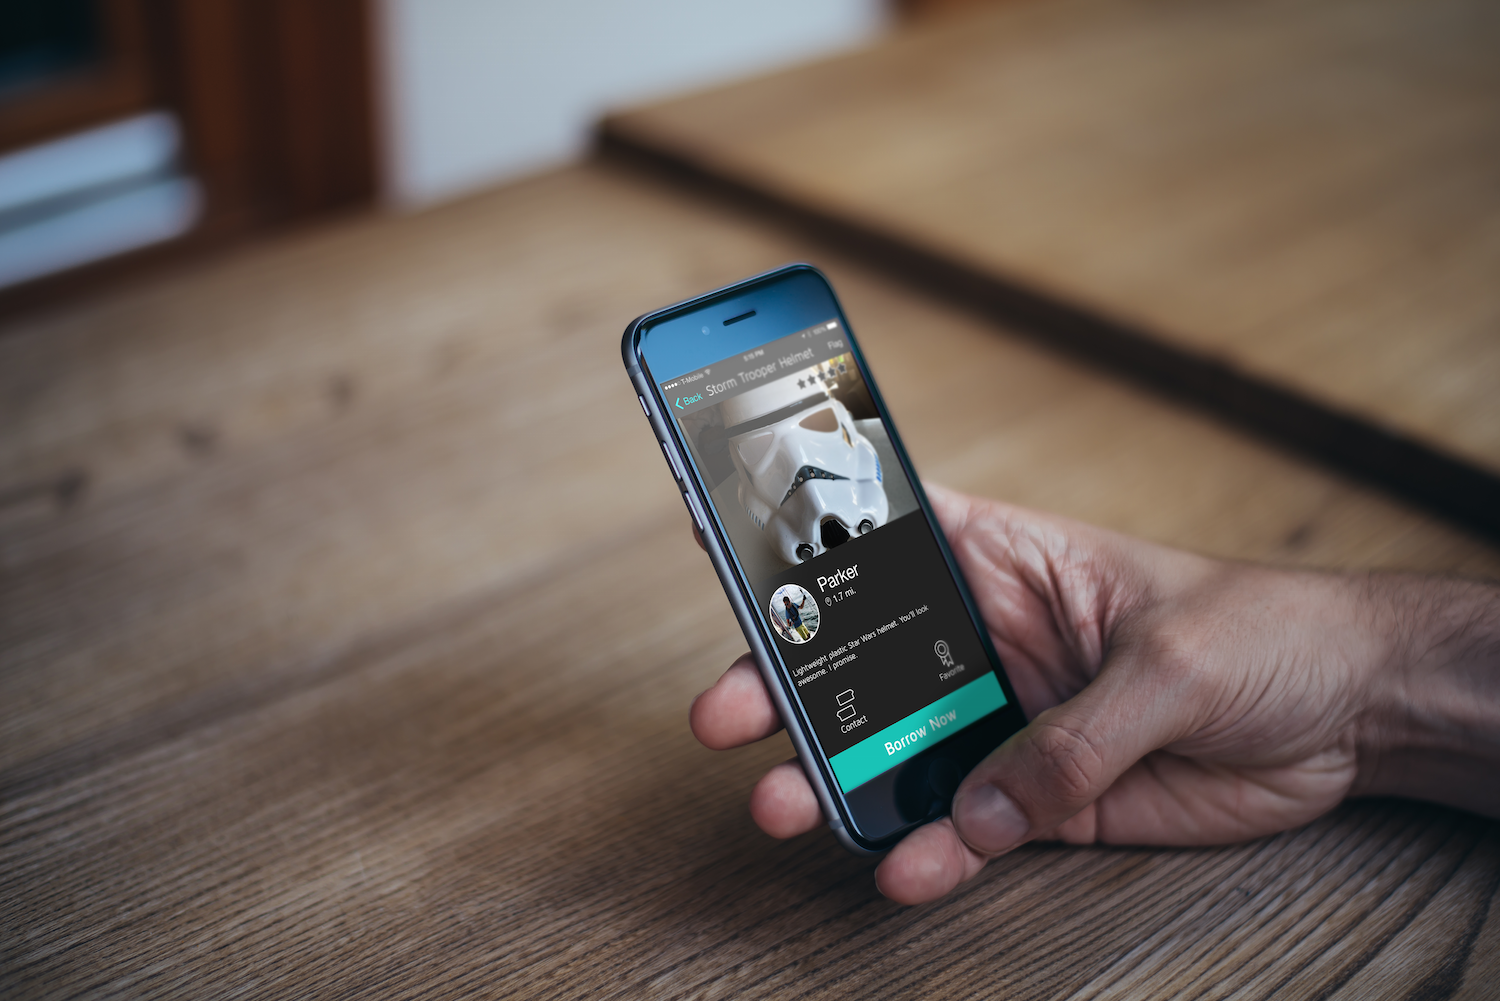 T-Mobile 5:15 PM 100%
Back Storm Trooper Helmet Flag
Parker
1.7 mi.
Lightweight plastic Star Wars helmet. You'll look
awesome. I promise.
Contact Favorite
Borrow Now